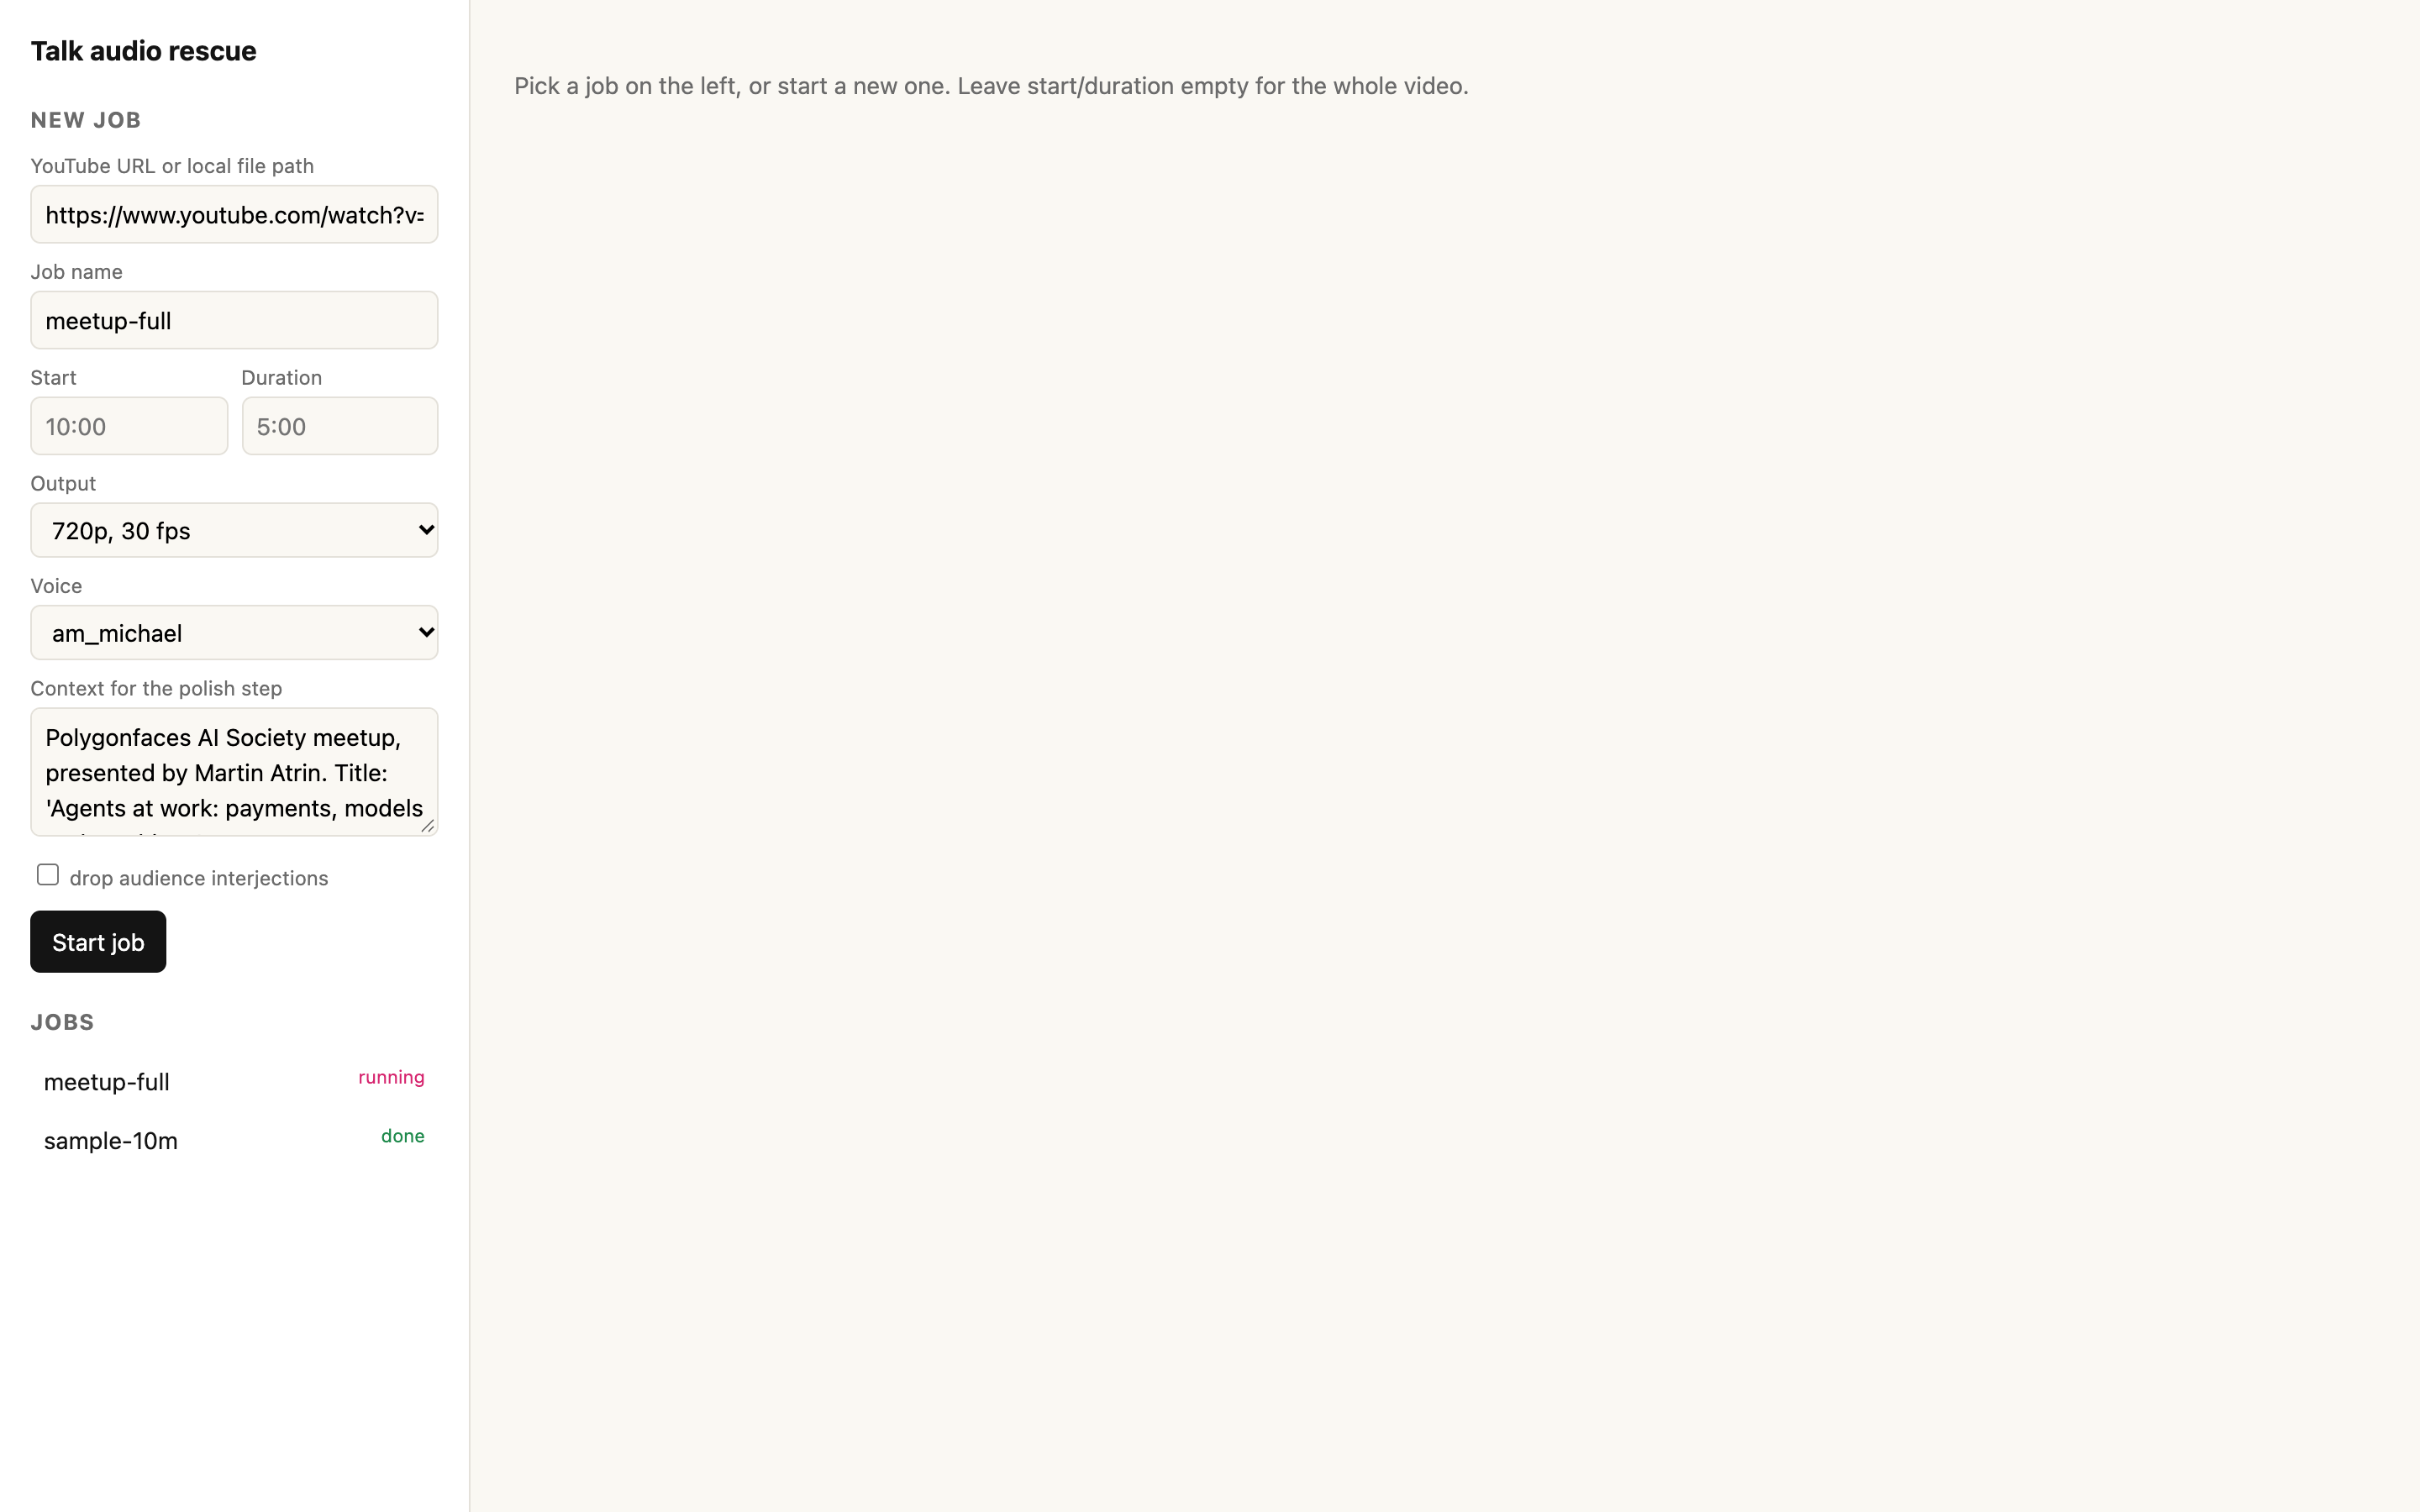 Talk audio rescue
NEW JOB
YouTube URL or local file path
https://www.youtube.com/watch?v=
Job name
meetup-full
Start
Duration
10:00
5:00
Output
720p, 30 fps
Voice
am_michael
Context for the polish step
Polygonfaces AI Society meetup,
presented by Martin Atrin. Title:
'Agents at work: payments, models
drop audience interjections
Start job
JOBS
meetup-full
running
sample-10m
done
Pick a job on the left, or start a new one. Leave start/duration empty for the whole video.